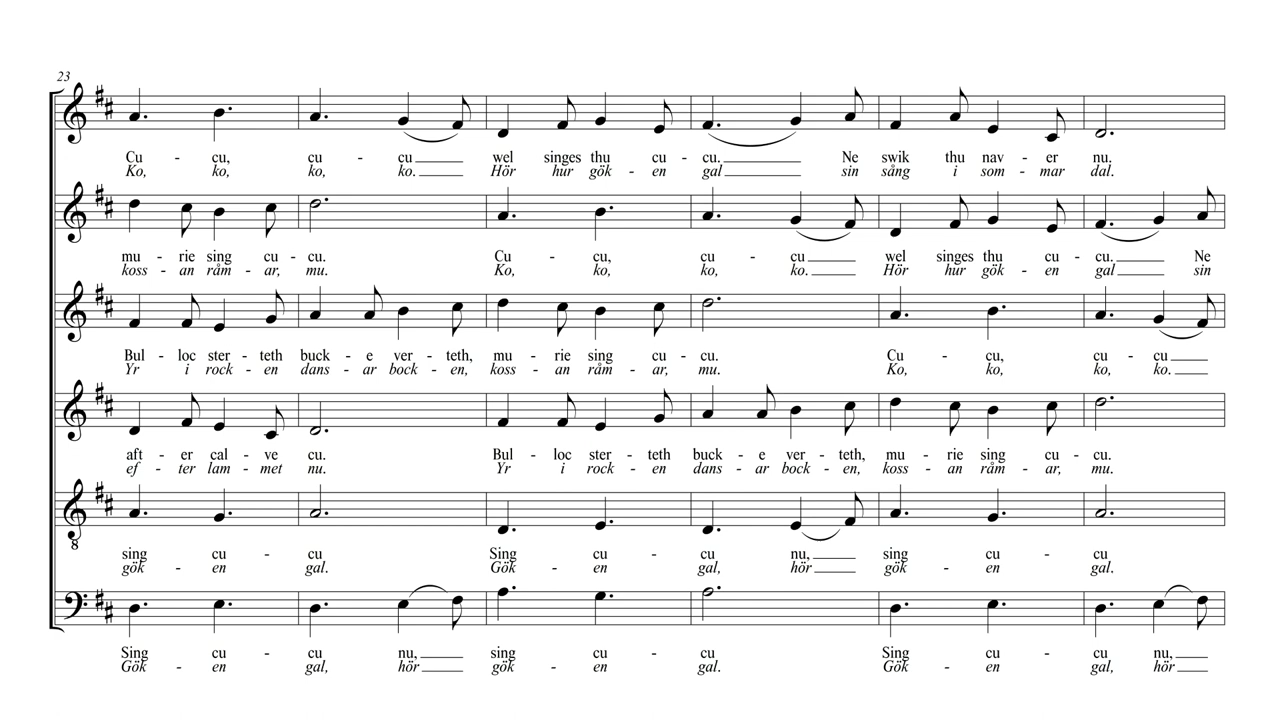 23
Cu - cu, cu - cu wel singes thu cu - cu. Ne swik thu nav - er nu.
Ko, ko, ko, ko. Hör hur gök - en gal sin sång i som - mar dal.
mu - rie sing cu - cu. Cu - cu, cu - cu wel singes thu cu - cu. Ne
koss - an råm - ar, mu. Ko, ko, ko, ko. Hör hur gök - en gal sin
Bul - loc ster - teth buck - e ver - teth, mu - rie sing cu - cu. Cu - cu, cu - cu
Yr i rock - en dans - ar bock - en, koss - an råm - ar, mu. Ko, ko, ko, ko.
aft - er cal - ve cu. Bul - loc ster - teth buck - e ver - teth, mu - rie sing cu - cu.
ef - ter lam - met nu. Yr i rock - en dans - ar bock - en, koss - an råm - ar, mu.
8
sing cu - cu Sing cu - cu nu, sing cu - cu
gök - en gal. Gök - en gal, hör gök - en gal.
Sing cu - cu nu, sing cu - cu Sing cu - cu nu,
Gök - en gal, hör gök - en gal. Gök - en gal, hör